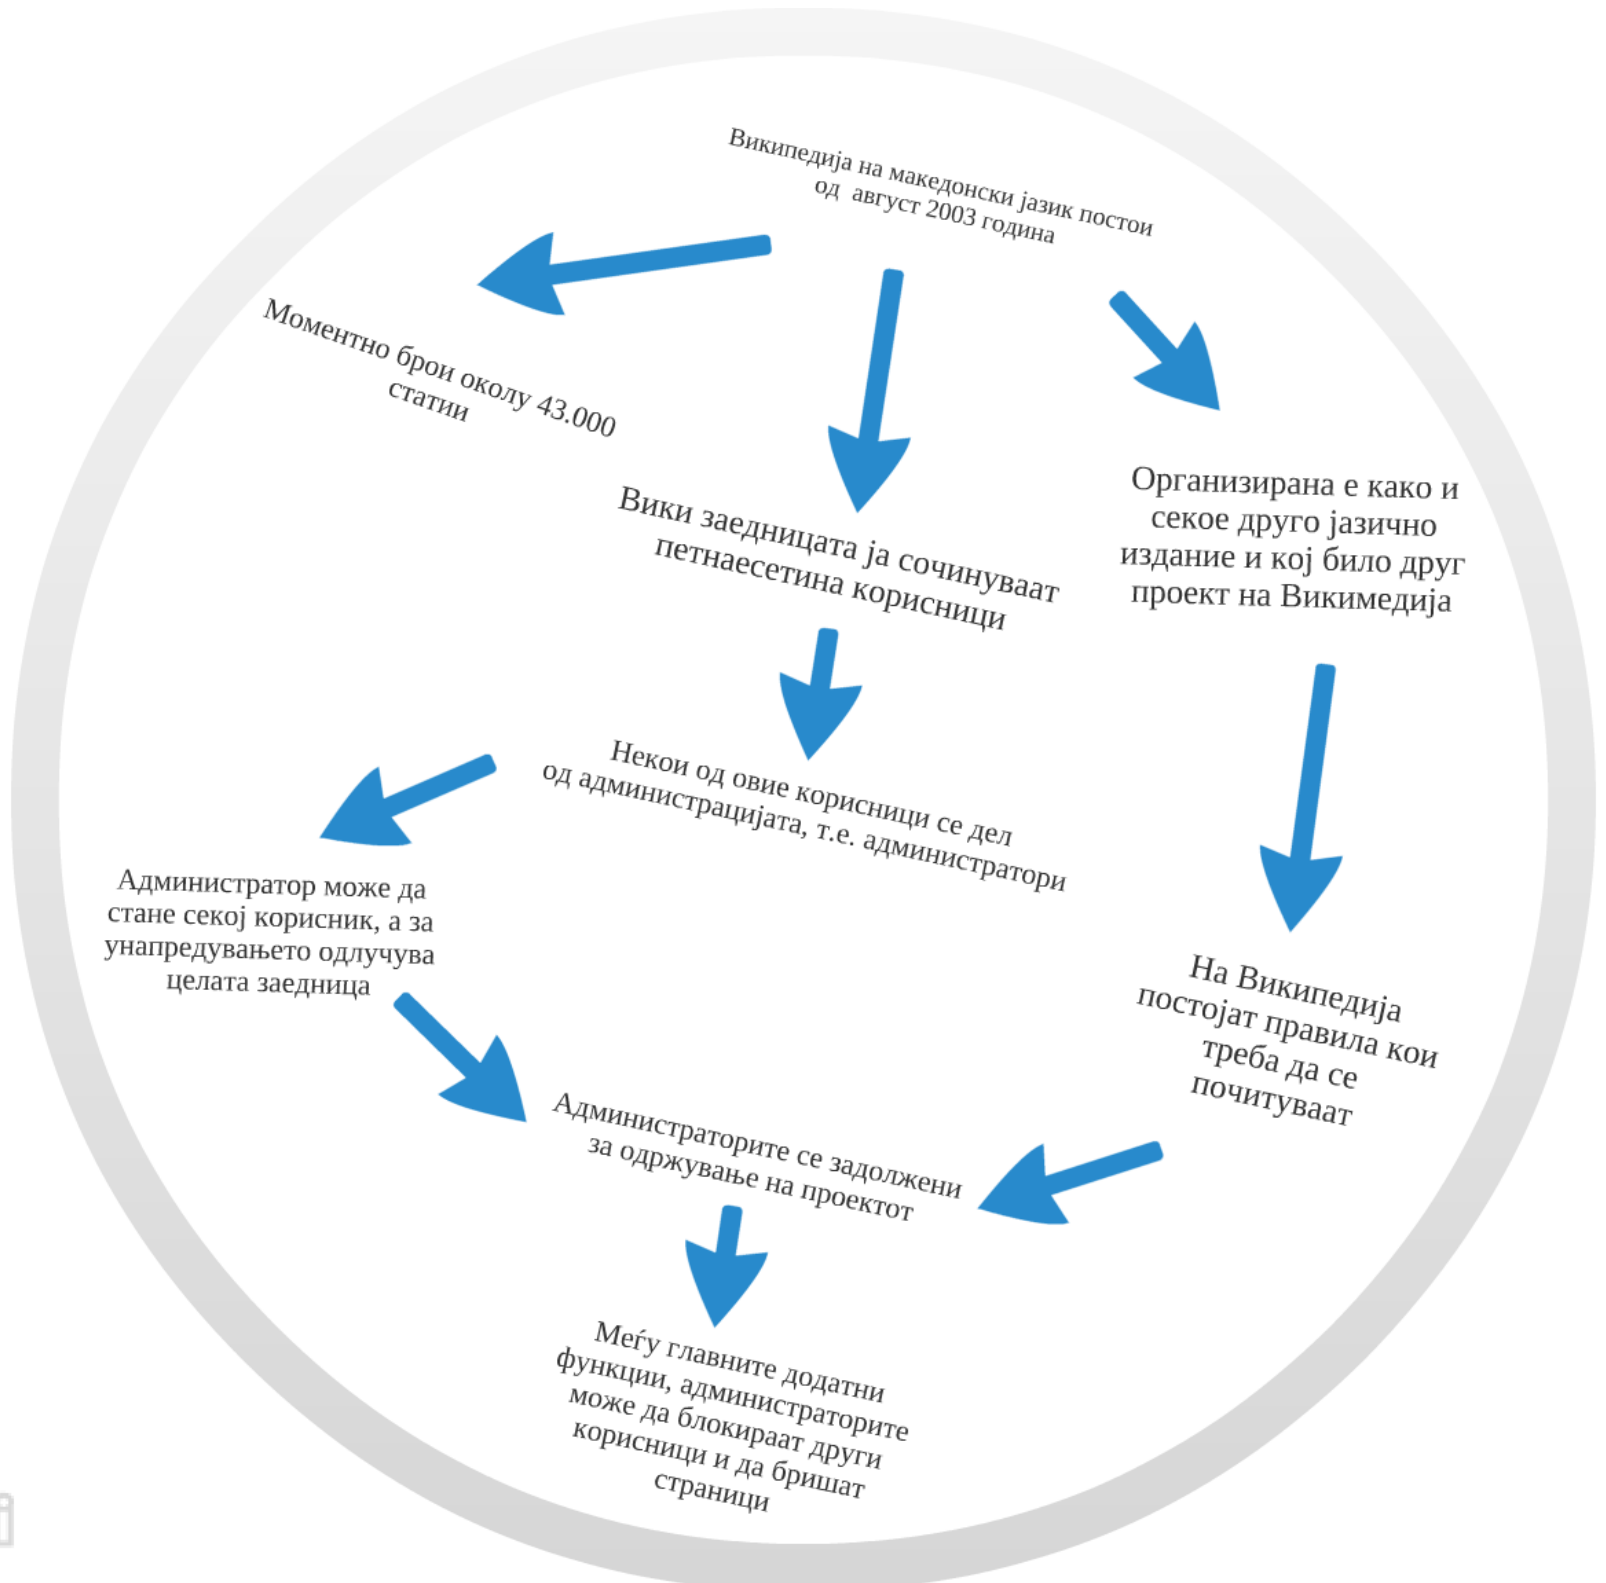 Википедија на македонски јазик постои
од август 2003 година
Моментно брои околу 43.000
статии
Вики заедницата ја сочинуваат
петнаесетина корисници
Организирана е како и
секое друго јазично
издание и кој било друг
проект на Викимедија
Некои од овие корисници се дел
од администрацијата, т.е. администратори
Администратор може да
стане секој корисник, а за
унапредувањето одлучува
целата заедница
На Википедија
постојат правила кои
треба да се
почитуваат
Администраторите се задолжени
за одржување на проектот
Меѓу главните додатни
функции, администраторите
може да блокираат други
корисници и да бришат
страници